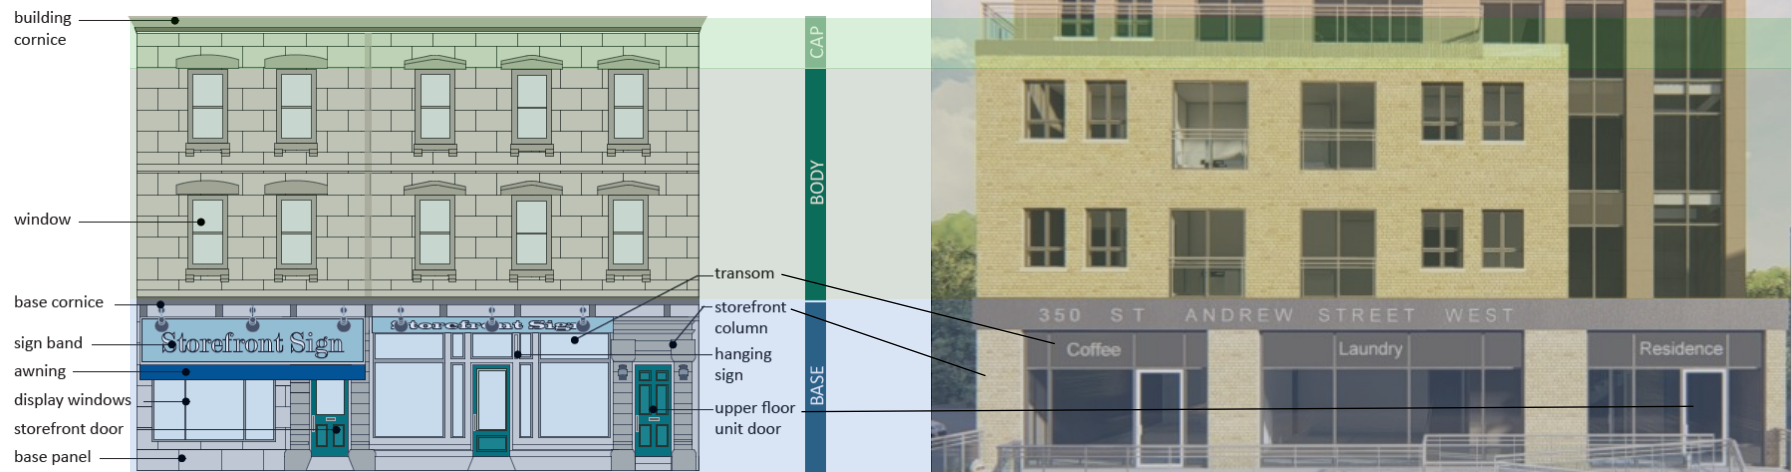 building
cornice
window
base cornice
sign band
awning
display windows
storefront door
base panel
Storefront Sign
Storefront Sign
transom
storefront
column
hanging
sign
upper floor
unit door
CAP
BODY
BASE
350 ST ANDREW STREET WEST
Coffee
Laundry
Residence